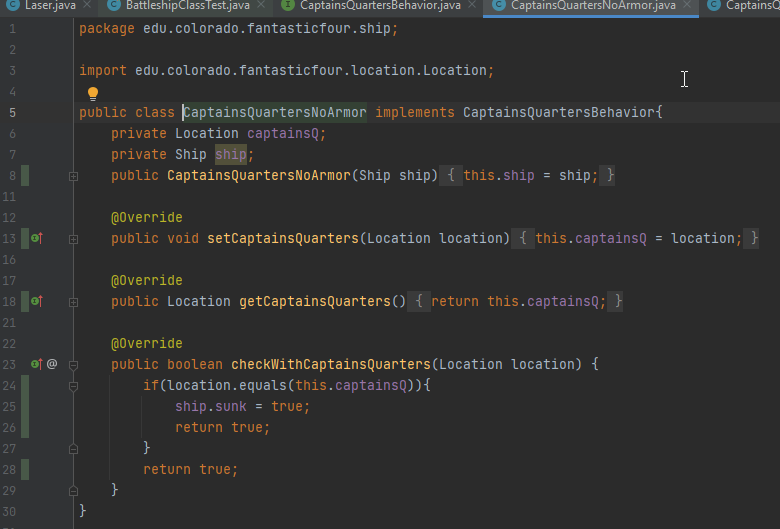 Laser.java BattleshipClassTest.java CaptainsQuartersBehavior.java CaptainsQuartersNoArmor.java CaptainsQ
1 package edu.colorado.fantasticfour.ship;
2
3 import edu.colorado.fantasticfour.location.Location;
4
5 public class CaptainsQuartersNoArmor implements CaptainsQuartersBehavior{
6 private Location captainsQ;
7 private Ship ship;
8 public CaptainsQuartersNoArmor(Ship ship) { this.ship = ship; }
11
12 @Override
13 public void setCaptainsQuarters(Location location) { this.captainsQ = location; }
16
17 @Override
18 public Location getCaptainsQuarters() { return this.captainsQ; }
21
22 @Override
23 @ public boolean checkWithCaptainsQuarters(Location location) {
24 if(location.equals(this.captainsQ)){
25 ship.sunk = true;
26 return true;
27 }
28 return true;
29 }
30 }